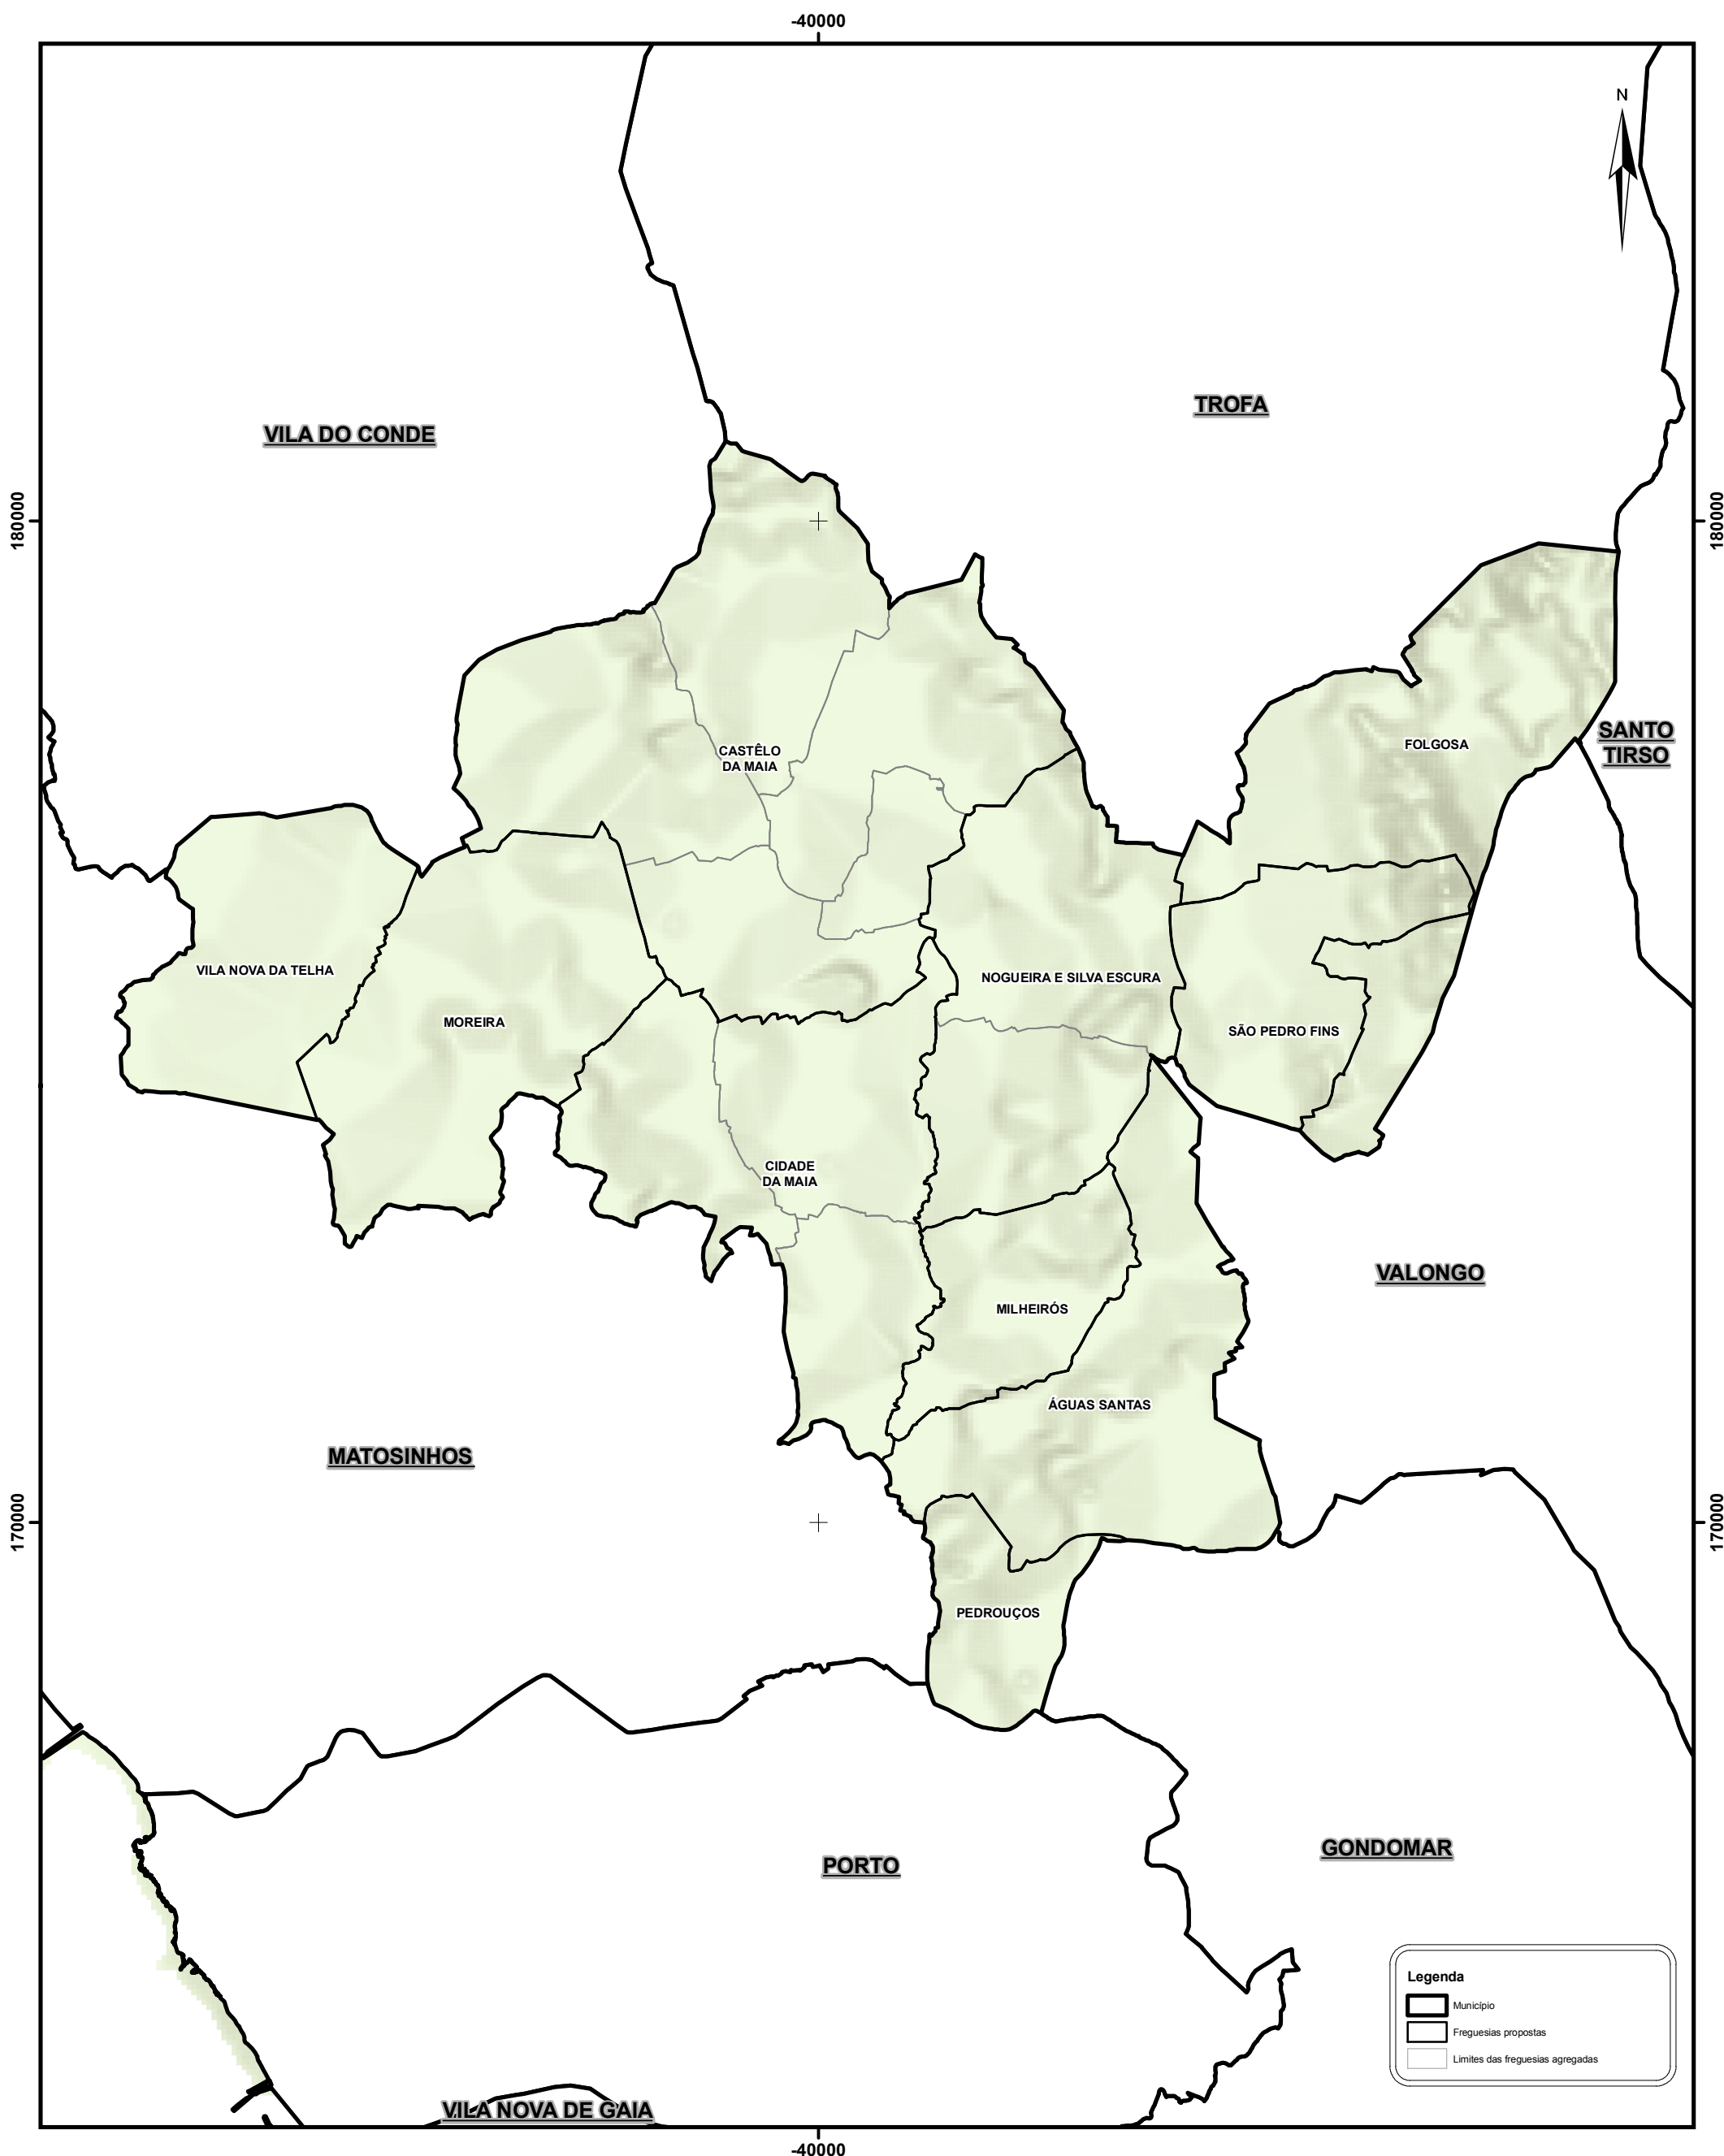 -40000
N
TROFA
VILA DO CONDE
180000
180000
SANTO
TIRSO
FOLGOSA
CASTÊLO
DA MAIA
VILA NOVA DA TELHA
NOGUEIRA E SILVA ESCURA
MOREIRA
SÃO PEDRO FINS
CIDADE
DA MAIA
VALONGO
MILHEIRÓS
ÁGUAS SANTAS
MATOSINHOS
170000
170000
PEDROUÇOS
GONDOMAR
PORTO
Legenda
Município
Freguesias propostas
Limites das freguesias agregadas
VILA NOVA DE GAIA
-40000